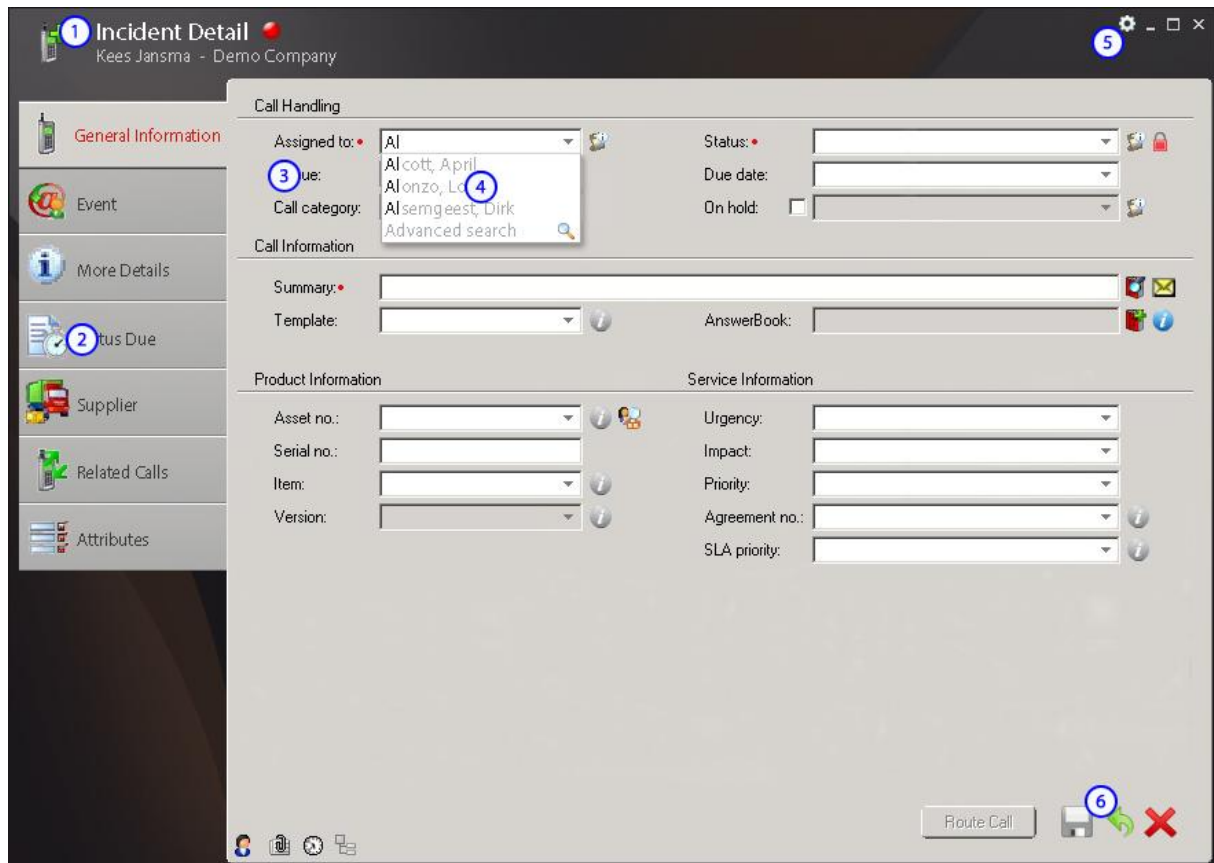 1 Incident Detail
Kees Jansma - Demo Company
5
General Information
Event
More Details
2 tus Due
Supplier
Related Calls
Attributes
Call Handling
Assigned to:• Al
Status:•
3 ue:
Alcott, April
Due date:
Alonzo, Lo 4
Call category:
Alsemgeest, Dirk
On hold:
Advanced search
Call Information
Summary:•
Template:
AnswerBook:
Product Information
Service Information
Asset no.:
Urgency:
Serial no.:
Impact:
Item:
Priority:
Version:
Agreement no.:
SLA priority:
Route Call
6